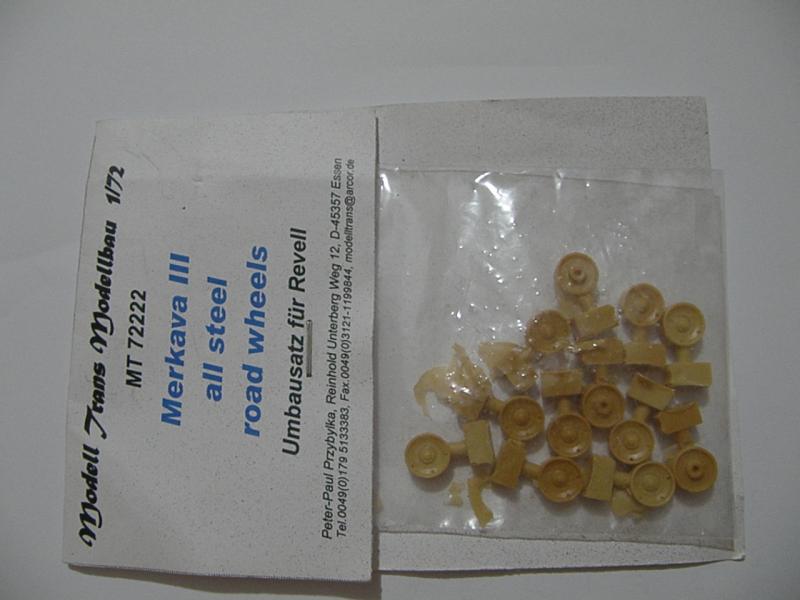 Modell Trans Modellbau 1/72
MT 72222
Merkava III
all steel
road wheels
Umbausatz für Revell
Peter-Paul Przybylka, Reinhold Unterberg Weg 12, D-45357 Essen
Tel.0049(0)179 5133383, Fax.0049(0)3121-1199844, modelltrans@arcor.de